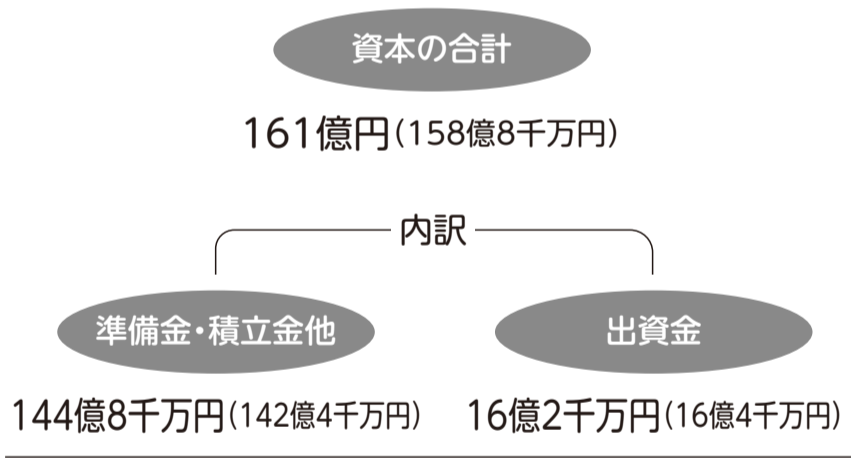 資本の合計
161億円(158億8千万円)
内訳
準備金・積立金他
出資金
144億8千万円(142億4千万円)
16億2千万円(16億4千万円)